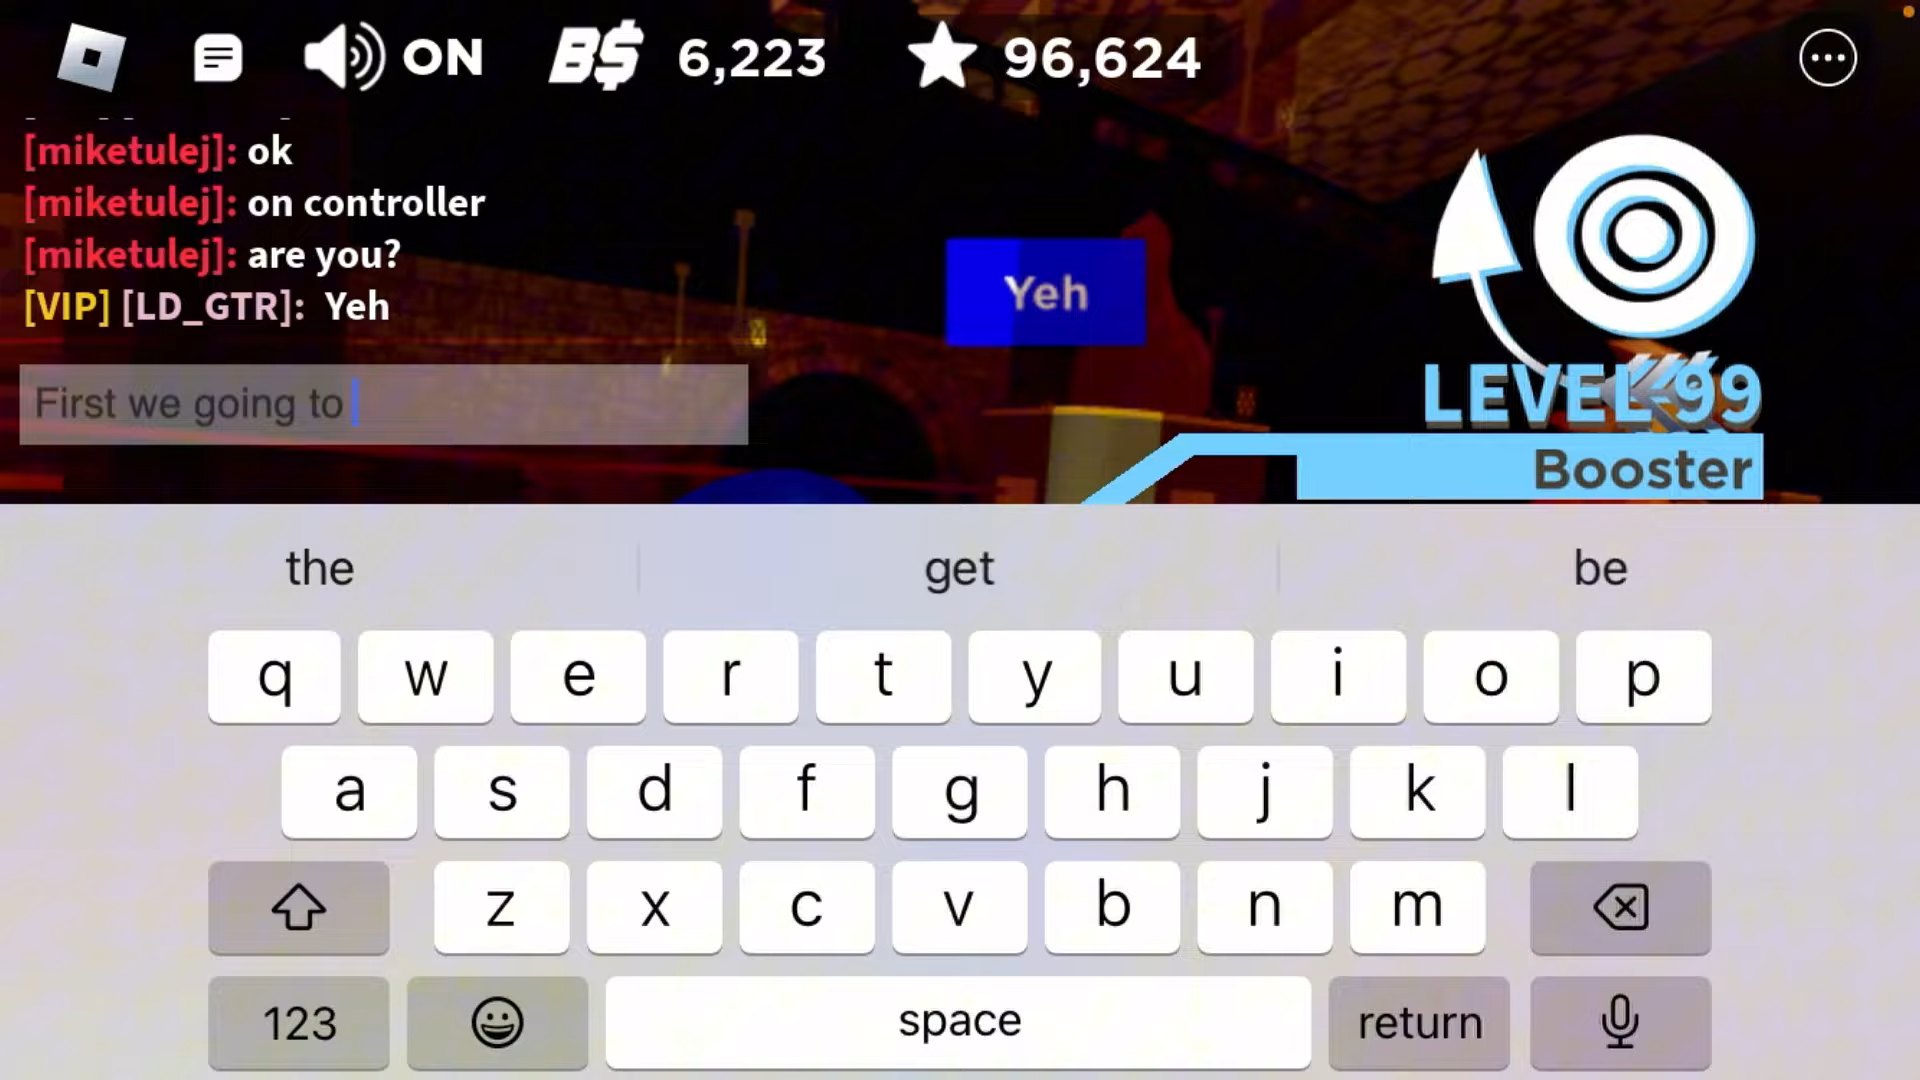 ON B$ 6,223 96,624
[miketulej]: ok
[miketulej]: on controller
[miketulej]: are you?
[VIP] [LD_GTR]: Yeh
Yeh
First we going to
LEVEL 99
Booster
the get be
q w e r t y u i o p
a s d f g h j k l
z x c v b n m
123 space return